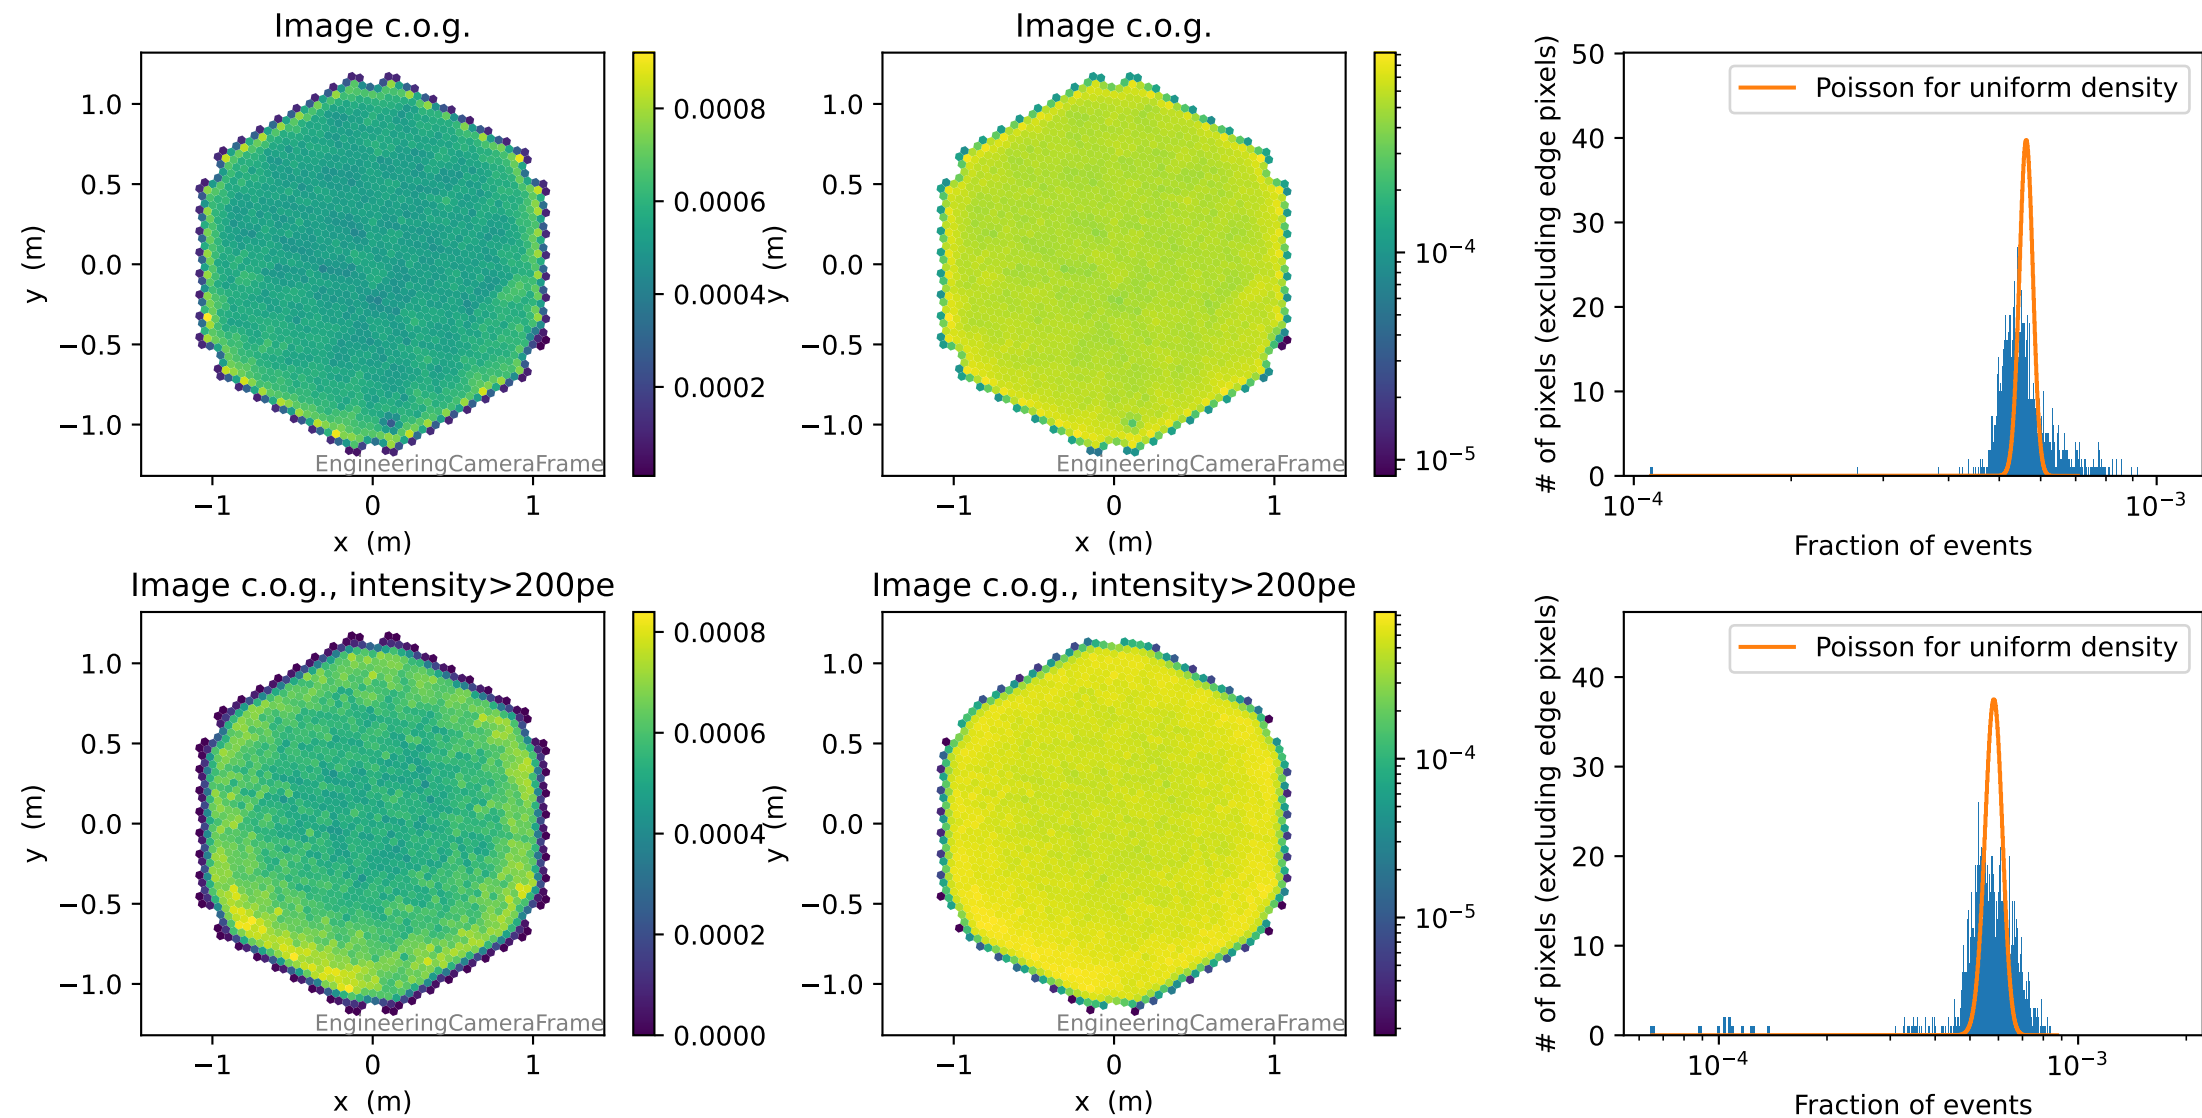 Image c.o.g.
y (m)
1.0
0.5
0.0
−0.5
−1.0
−1
0
1
x (m)
EngineeringCameraFrame
0.0008
0.0006
0.0004
0.0002
Image c.o.g.
y (m)
1.0
0.5
0.0
−0.5
−1.0
−1
0
1
x (m)
EngineeringCameraFrame
10⁻⁴
10⁻⁵
# of pixels (excluding edge pixels)
50
40
30
20
10
0
Poisson for uniform density
10⁻⁴
10⁻³
Fraction of events
Image c.o.g., intensity>200pe
y (m)
1.0
0.5
0.0
−0.5
−1.0
−1
0
1
x (m)
EngineeringCameraFrame
0.0008
0.0006
0.0004
0.0002
0.0000
Image c.o.g., intensity>200pe
y (m)
1.0
0.5
0.0
−0.5
−1.0
−1
0
1
x (m)
EngineeringCameraFrame
10⁻⁴
10⁻⁵
# of pixels (excluding edge pixels)
40
30
20
10
0
Poisson for uniform density
10⁻⁴
10⁻³
Fraction of events